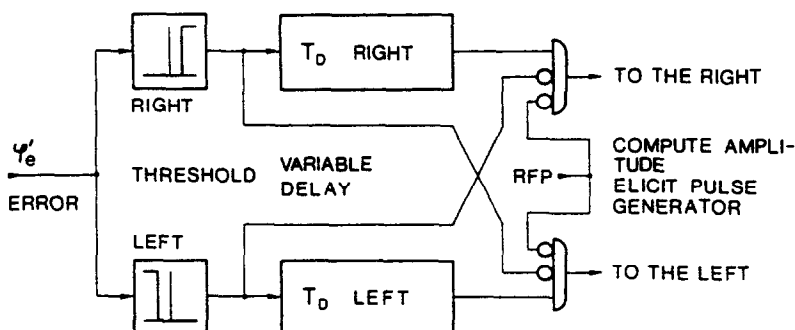 T_D RIGHT
TO THE RIGHT
RIGHT
φ'e
ERROR
THRESHOLD
VARIABLE
DELAY
RFP
COMPUTE AMPLI-
TUDE
ELICIT PULSE
GENERATOR
LEFT
T_D LEFT
TO THE LEFT